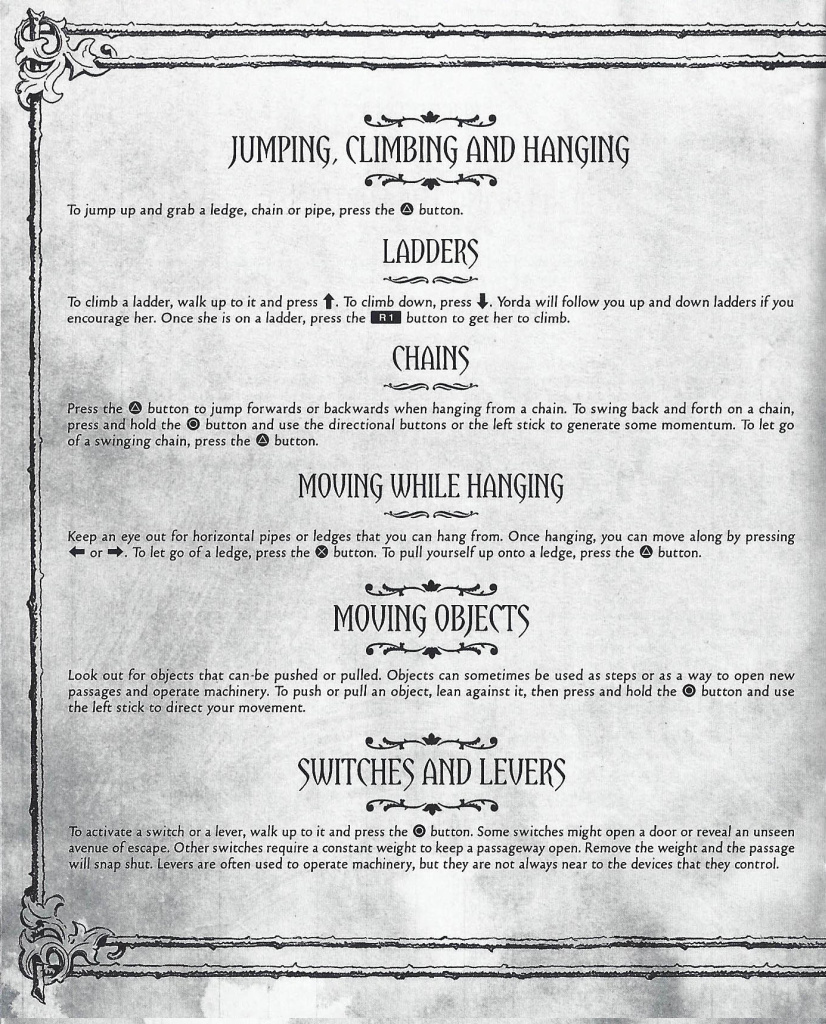 JUMPING, CLIMBING AND HANGING
To jump up and grab a ledge, chain or pipe, press the △ button.
LADDERS
To climb a ladder, walk up to it and press ↑. To climb down, press ↓. Yorda will follow you up and down ladders if you
encourage her. Once she is on a ladder, press the R1 button to get her to climb.
CHAINS
Press the △ button to jump forwards or backwards when hanging from a chain. To swing back and forth on a chain,
press and hold the ○ button and use the directional buttons or the left stick to generate some momentum. To let go
of a swinging chain, press the △ button.
MOVING WHILE HANGING
Keep an eye out for horizontal pipes or ledges that you can hang from. Once hanging, you can move along by pressing
← or →. To let go of a ledge, press the ✕ button. To pull yourself up onto a ledge, press the △ button.
MOVING OBJECTS
Look out for objects that can-be pushed or pulled. Objects can sometimes be used as steps or as a way to open new
passages and operate machinery. To push or pull an object, lean against it, then press and hold the ○ button and use
the left stick to direct your movement.
SWITCHES AND LEVERS
To activate a switch or a lever, walk up to it and press the ○ button. Some switches might open a door or reveal an unseen
avenue of escape. Other switches require a constant weight to keep a passageway open. Remove the weight and the passage
will snap shut. Levers are often used to operate machinery, but they are not always near to the devices that they control.